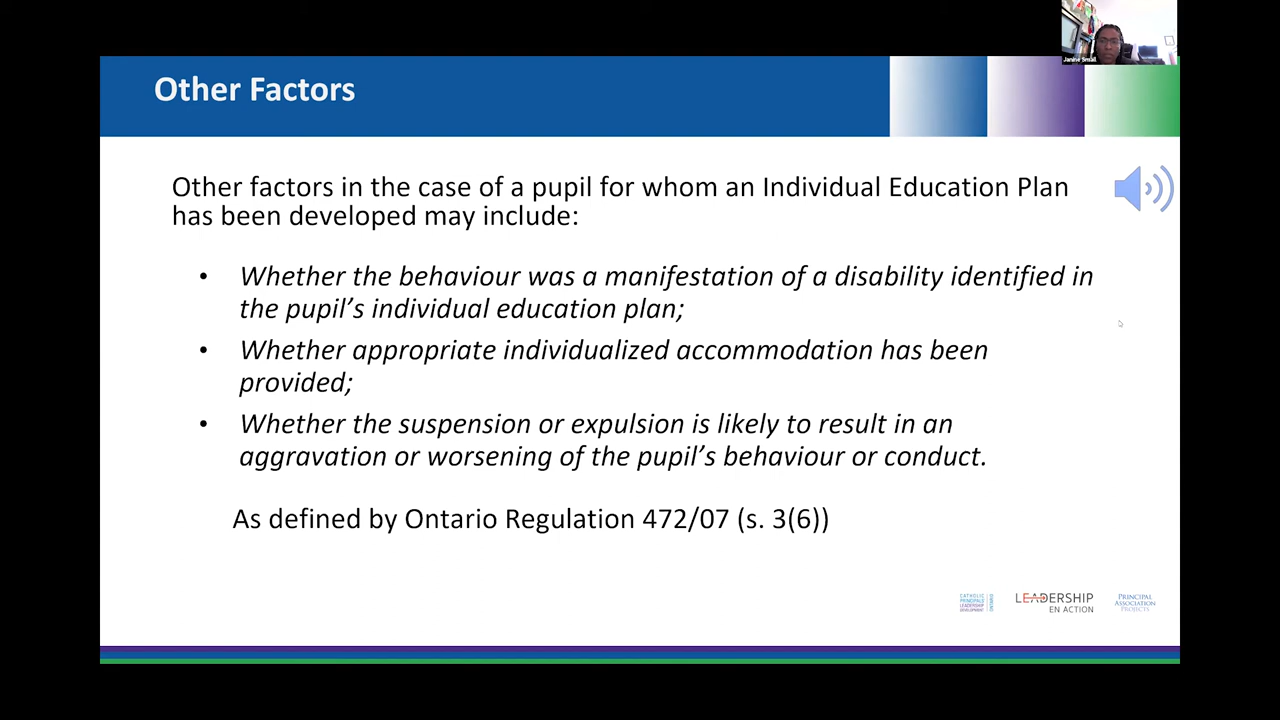 Janine Small
Other Factors
Other factors in the case of a pupil for whom an Individual Education Plan
has been developed may include:
• Whether the behaviour was a manifestation of a disability identified in
the pupil's individual education plan;
• Whether appropriate individualized accommodation has been
provided;
• Whether the suspension or expulsion is likely to result in an
aggravation or worsening of the pupil's behaviour or conduct.
As defined by Ontario Regulation 472/07 (s. 3(6))
CATHOLIC
PRINCIPALS'
LEADERSHIP
DEVELOPMENT
ONTARIO
LEADERSHIP
EN ACTION
PRINCIPAL
ASSOCIATION
PROJECTS